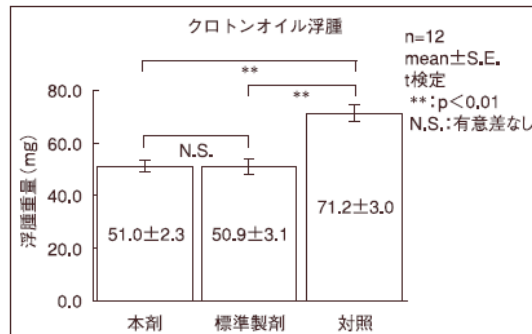 クロトンオイル浮腫
n=12
mean±S.E.
t検定
**:p<0.01
N.S.:有意差なし
**
**
N.S.
浮腫重量(mg)
80.0
60.0
40.0
20.0
0.0
51.0±2.3
50.9±3.1
71.2±3.0
本剤
標準製剤
対照